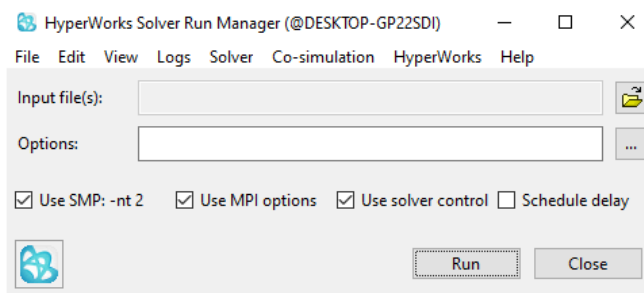 HyperWorks Solver Run Manager (@DESKTOP-GP22SDI)
File Edit View Logs Solver Co-simulation HyperWorks Help
Input file(s):
Options:
...
Use SMP: -nt 2 Use MPI options Use solver control Schedule delay
Run Close